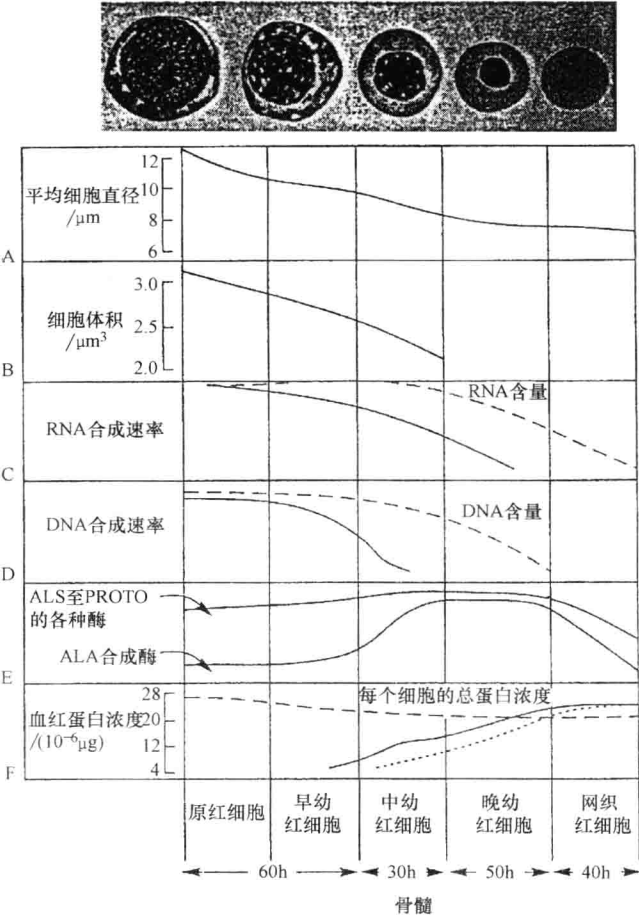 平均细胞直径
/μm
12
10
8
6
A
细胞体积
/μm³
3.0
2.5
2.0
B
RNA合成速率
RNA含量
C
DNA合成速率
DNA含量
D
ALS至PROTO
的各种酶
ALA合成酶
E
血红蛋白浓度
/(10⁻⁶μg)
28
20
12
4
每个细胞的总蛋白浓度
F
原红细胞
早幼
红细胞
中幼
红细胞
晚幼
红细胞
网织
红细胞
60h
30h
50h
40h
骨髓